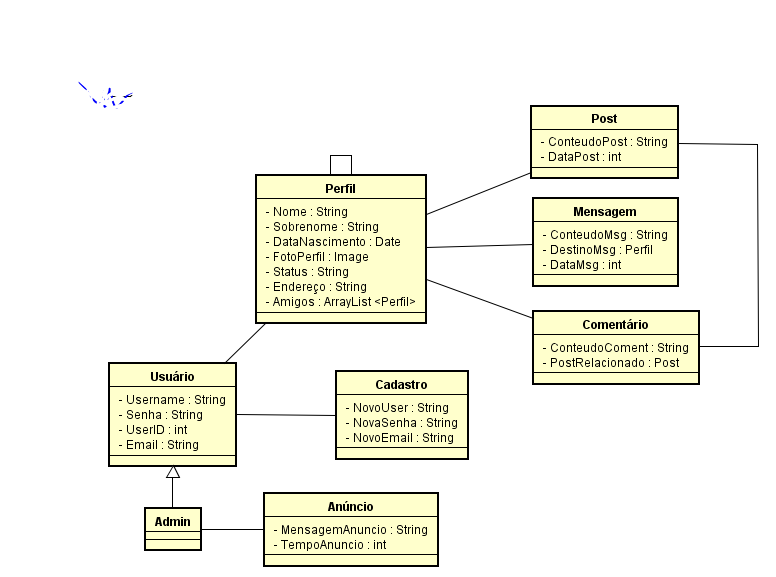 Post
- ConteudoPost : String
- DataPost : int
Perfil
- Nome : String
- Sobrenome : String
- DataNascimento : Date
- FotoPerfil : Image
- Status : String
- Endereço : String
- Amigos : ArrayList <Perfil>
Mensagem
- ConteudoMsg : String
- DestinoMsg : Perfil
- DataMsg : int
Comentário
- ConteudoComent : String
- PostRelacionado : Post
Usuário
- Username : String
- Senha : String
- UserID : int
- Email : String
Cadastro
- NovoUser : String
- NovaSenha : String
- NovoEmail : String
Admin
Anúncio
- MensagemAnuncio : String
- TempoAnuncio : int